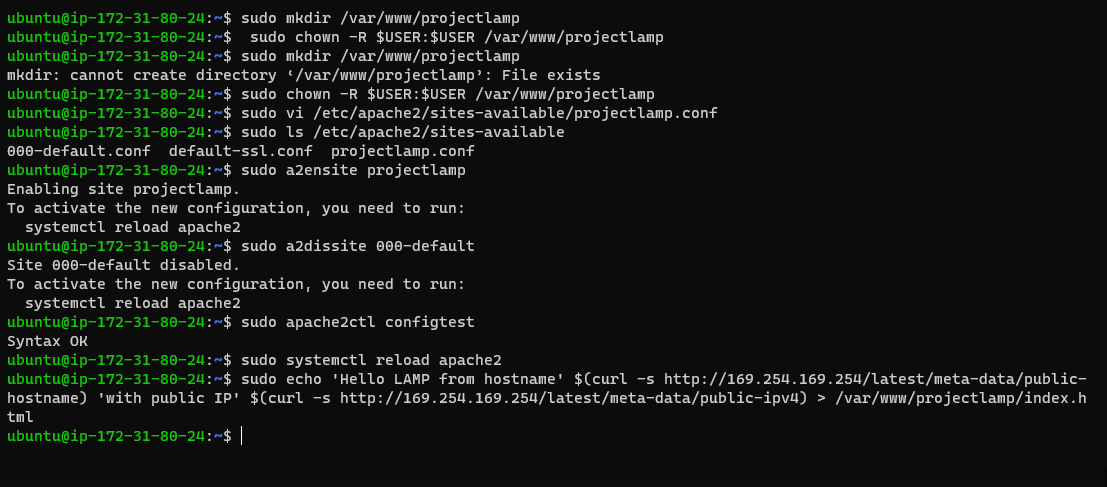 ubuntu@ip-172-31-80-24:~$ sudo mkdir /var/www/projectlamp
ubuntu@ip-172-31-80-24:~$  sudo chown -R $USER:$USER /var/www/projectlamp
ubuntu@ip-172-31-80-24:~$ sudo mkdir /var/www/projectlamp
mkdir: cannot create directory ‘/var/www/projectlamp’: File exists
ubuntu@ip-172-31-80-24:~$ sudo chown -R $USER:$USER /var/www/projectlamp
ubuntu@ip-172-31-80-24:~$ sudo vi /etc/apache2/sites-available/projectlamp.conf
ubuntu@ip-172-31-80-24:~$ sudo ls /etc/apache2/sites-available
000-default.conf  default-ssl.conf  projectlamp.conf
ubuntu@ip-172-31-80-24:~$ sudo a2ensite projectlamp
Enabling site projectlamp.
To activate the new configuration, you need to run:
  systemctl reload apache2
ubuntu@ip-172-31-80-24:~$ sudo a2dissite 000-default
Site 000-default disabled.
To activate the new configuration, you need to run:
  systemctl reload apache2
ubuntu@ip-172-31-80-24:~$ sudo apache2ctl configtest
Syntax OK
ubuntu@ip-172-31-80-24:~$ sudo systemctl reload apache2
ubuntu@ip-172-31-80-24:~$ sudo echo 'Hello LAMP from hostname' $(curl -s http://169.254.169.254/latest/meta-data/public-
hostname) 'with public IP' $(curl -s http://169.254.169.254/latest/meta-data/public-ipv4) > /var/www/projectlamp/index.h
tml
ubuntu@ip-172-31-80-24:~$